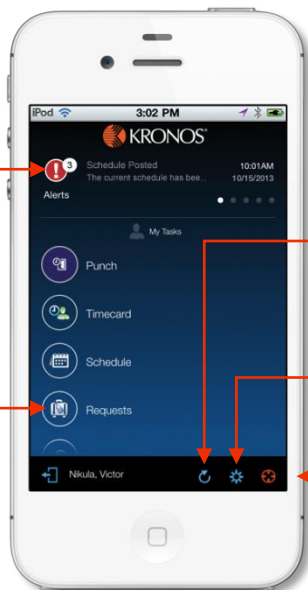 iPod 3:02 PM
KRONOS®
3
Schedule Posted 10:01AM
The current schedule has bee... 10/15/2013
Alerts
My Tasks
Punch
Timecard
Schedule
Requests
Nikula, Victor